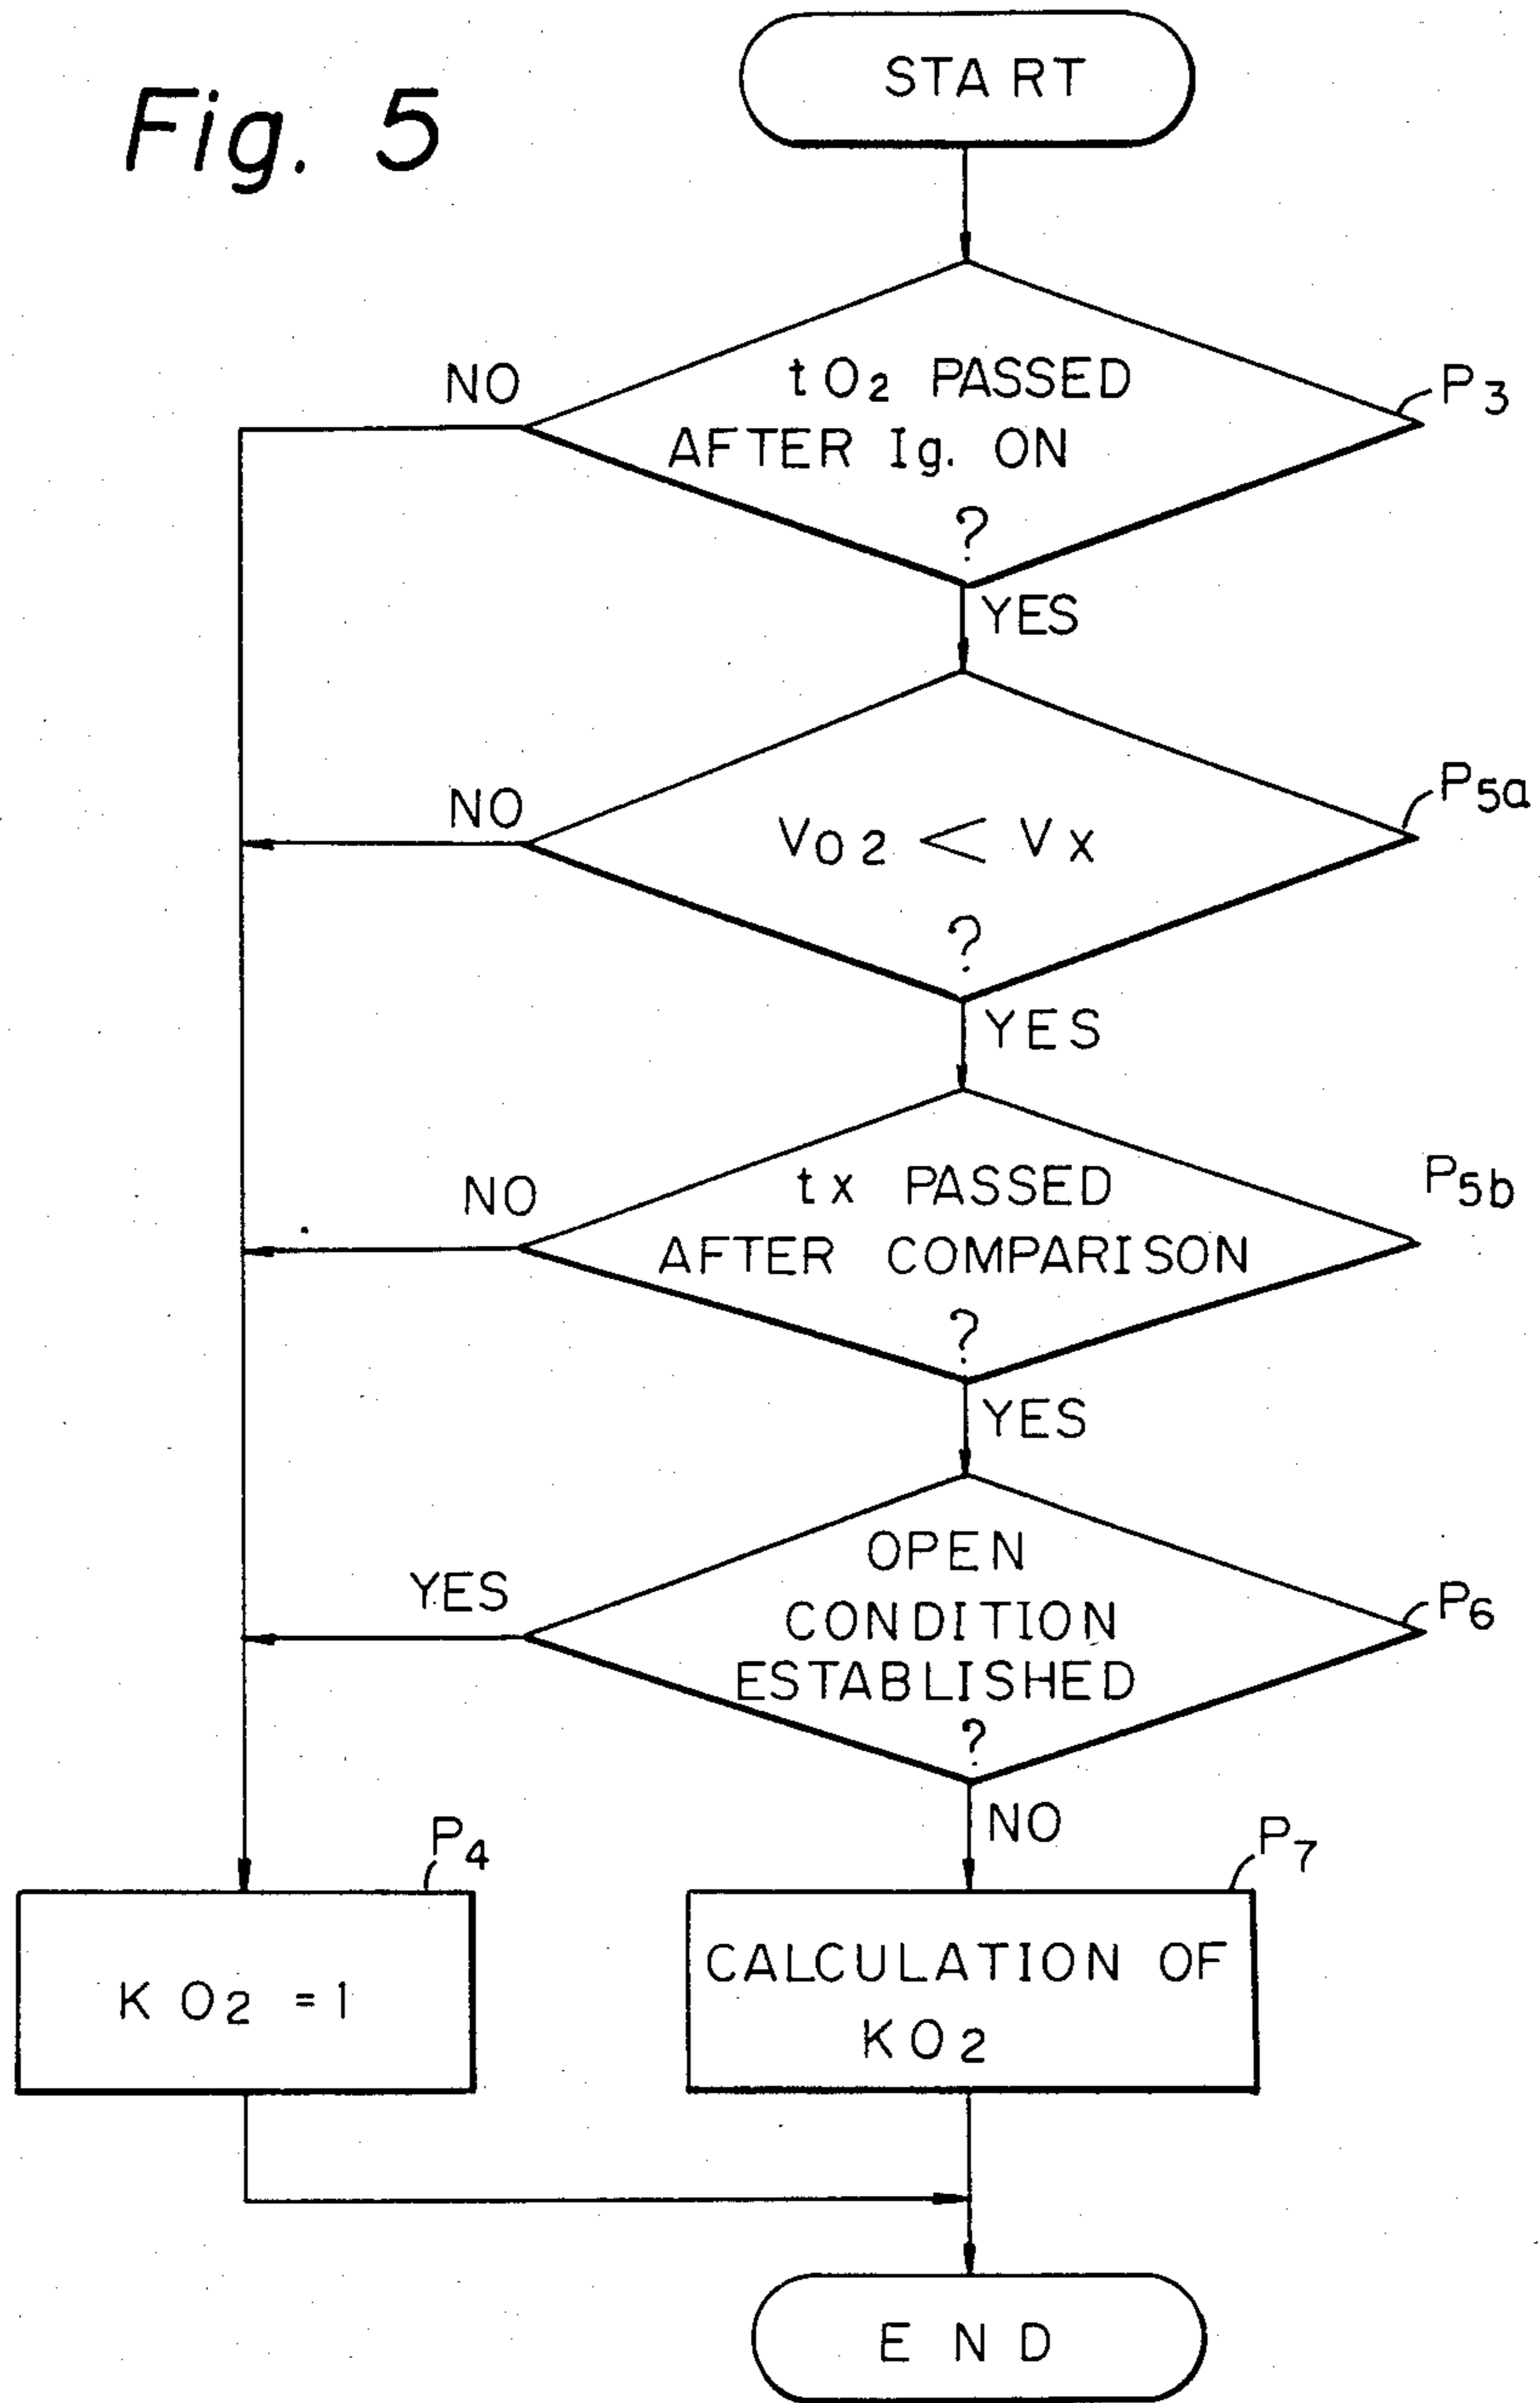 Fig. 5
START
tO2 PASSED
AFTER Ig. ON
?
NO
P3
YES
VO2 < VX
?
NO
P5a
YES
tx PASSED
AFTER COMPARISON
?
NO
P5b
YES
OPEN
CONDITION
ESTABLISHED
?
YES
P6
NO
P4
KO2 = 1
P7
CALCULATION OF
KO2
END